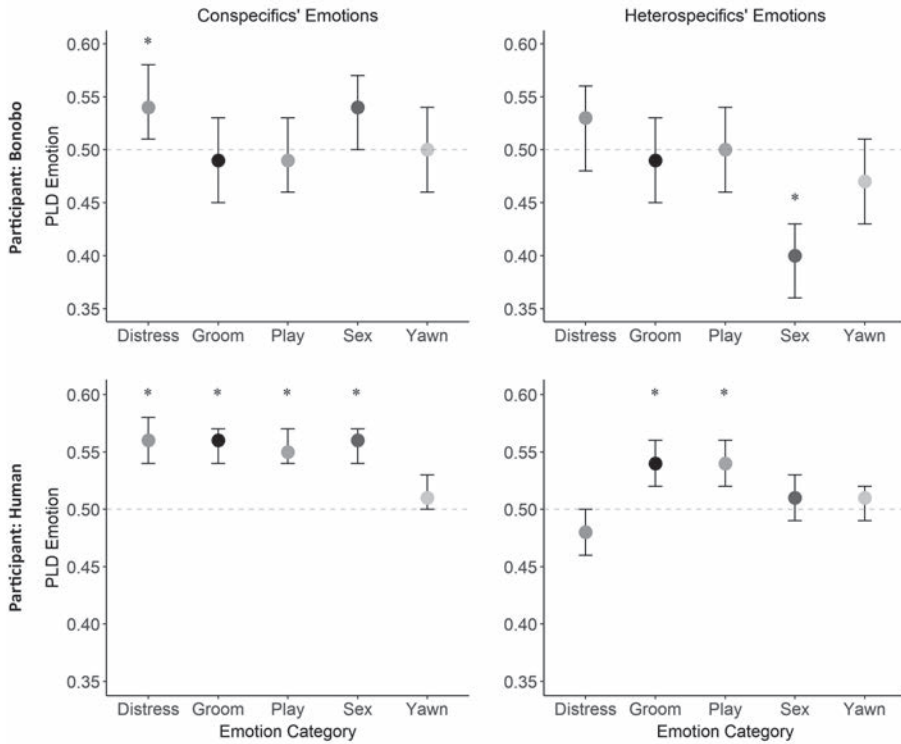 Conspecifics' Emotions
Heterospecifics' Emotions
Participant: Bonobo
PLD Emotion
*
0.60
0.55
0.50
0.45
0.40
0.35
Distress Groom Play Sex Yawn
*
0.60
0.55
0.50
0.45
0.40
0.35
Distress Groom Play Sex Yawn
Participant: Human
PLD Emotion
* * * *
0.60
0.55
0.50
0.45
0.40
0.35
Distress Groom Play Sex Yawn
Emotion Category
* *
0.60
0.55
0.50
0.45
0.40
0.35
Distress Groom Play Sex Yawn
Emotion Category